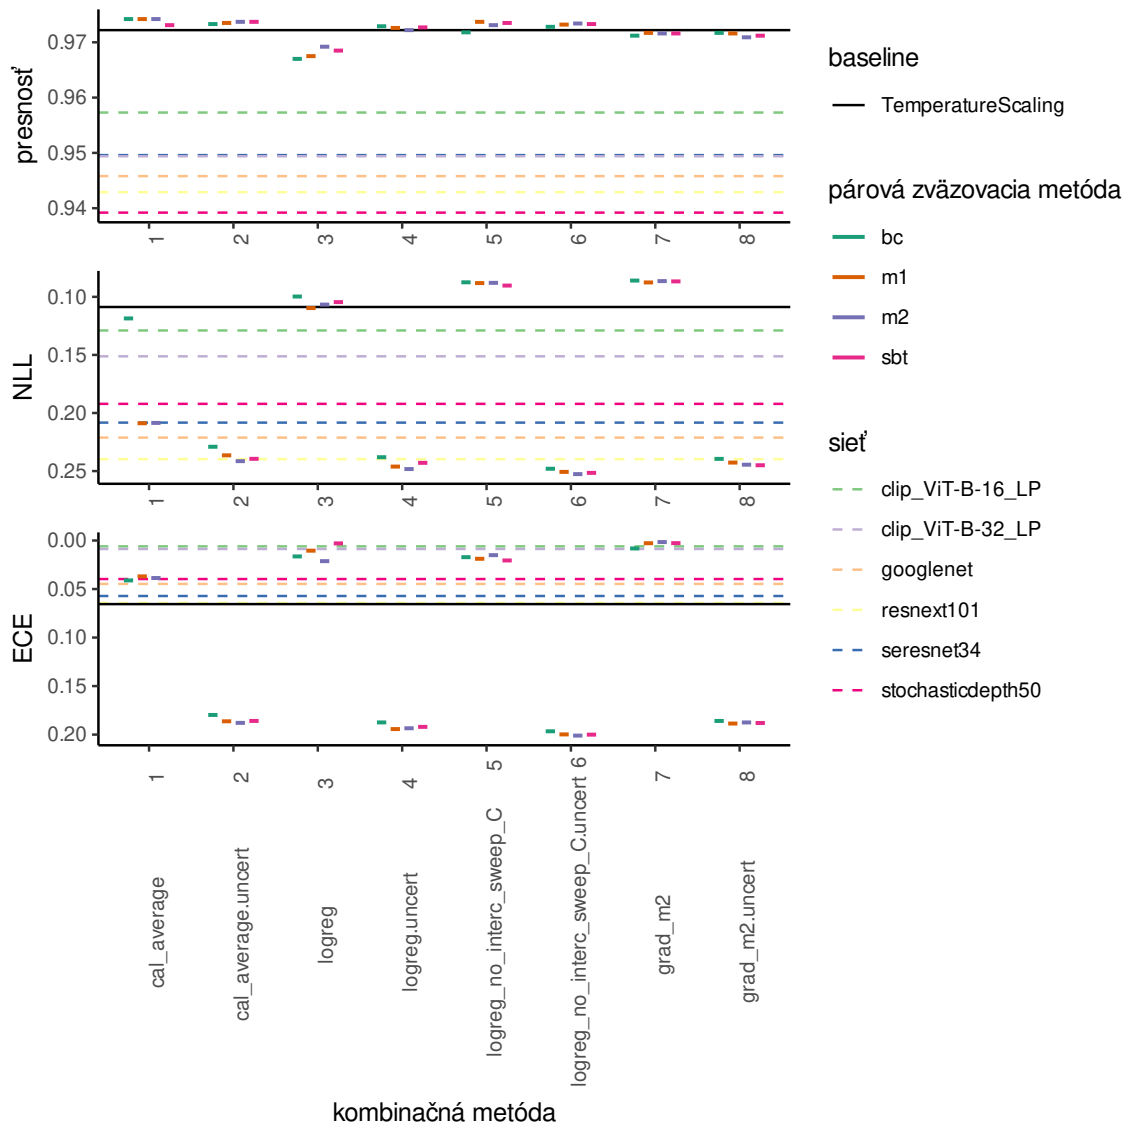 presnosť
0.97
0.96
0.95
0.94
1
2
3
4
5
6
7
8
NLL
0.10
0.15
0.20
0.25
1
2
3
4
5
6
7
8
ECE
0.00
0.05
0.10
0.15
0.20
cal_average 1
cal_average.uncert 2
logreg 3
logreg.uncert 4
logreg_no_interc_sweep_C 5
logreg_no_interc_sweep_C.uncert 6
grad_m2 7
grad_m2.uncert 8
kombinačná metóda
baseline
TemperatureScaling
párová zväzovacia metóda
bc
m1
m2
sbt
sieť
clip_ViT-B-16_LP
clip_ViT-B-32_LP
googlenet
resnext101
seresnet34
stochasticdepth50